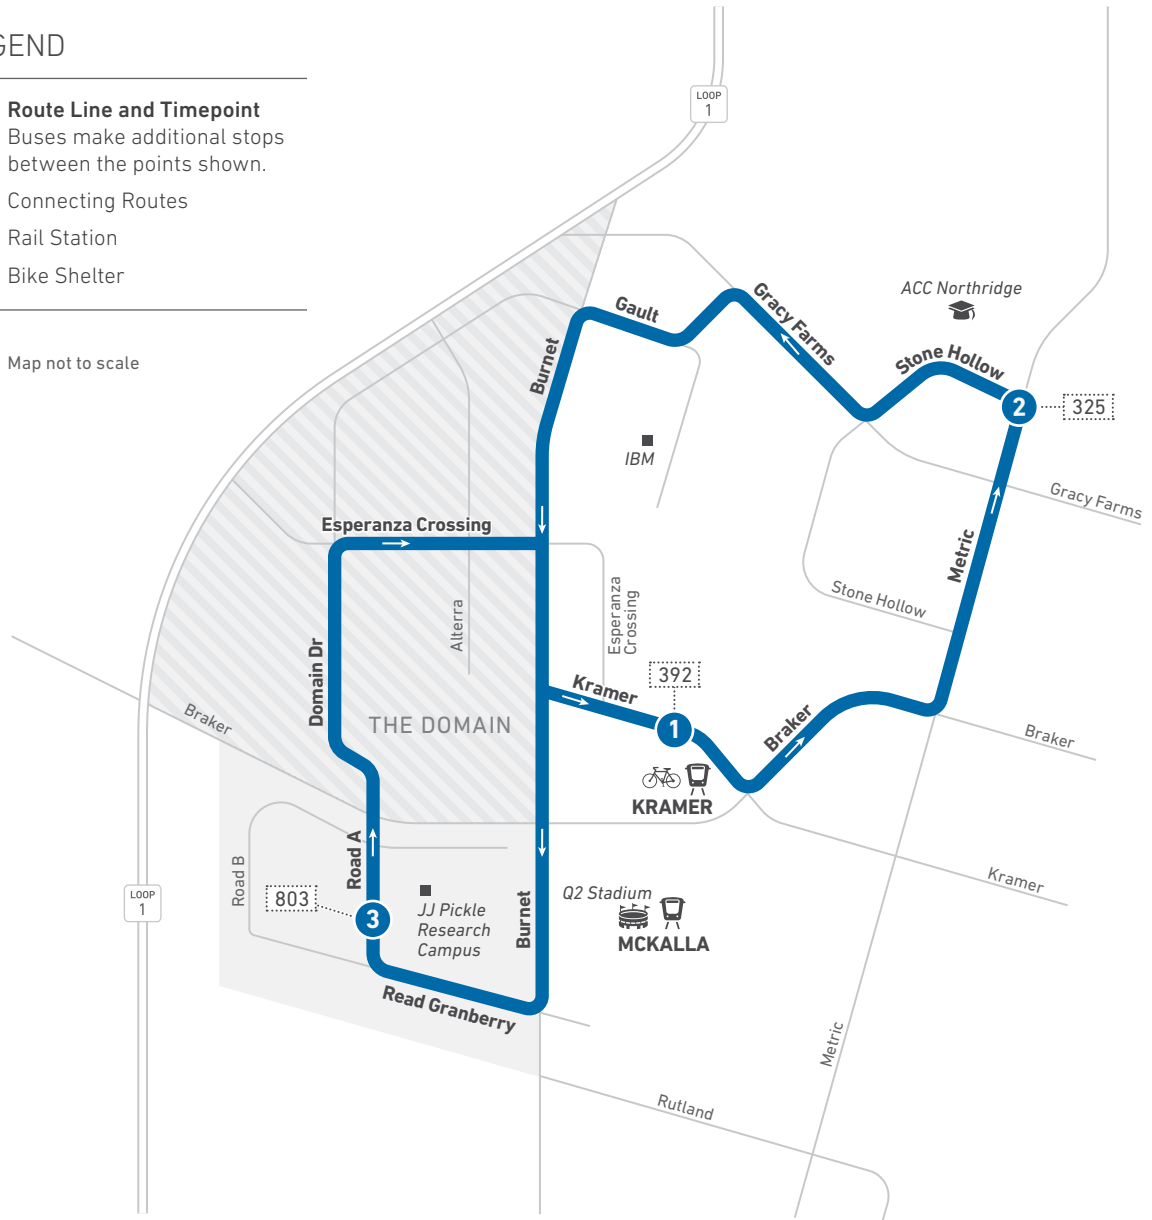 GEND
Route Line and Timepoint
Buses make additional stops
between the points shown.
Connecting Routes
Rail Station
Bike Shelter
Map not to scale
LOOP
1
ACC Northridge
Gault
Gracy Farms
Stone Hollow
Burnet
2
325
IBM
Gracy Farms
Esperanza Crossing
Metric
Alterra
Esperanza
Crossing
Stone Hollow
Domain Dr
392
Kramer
Braker
THE DOMAIN
1
Braker
Braker
KRAMER
Road A
Road B
Kramer
LOOP
1
803
3
JJ Pickle
Research
Campus
Burnet
Q2 Stadium
MCKALLA
Read Granberry
Metric
Rutland